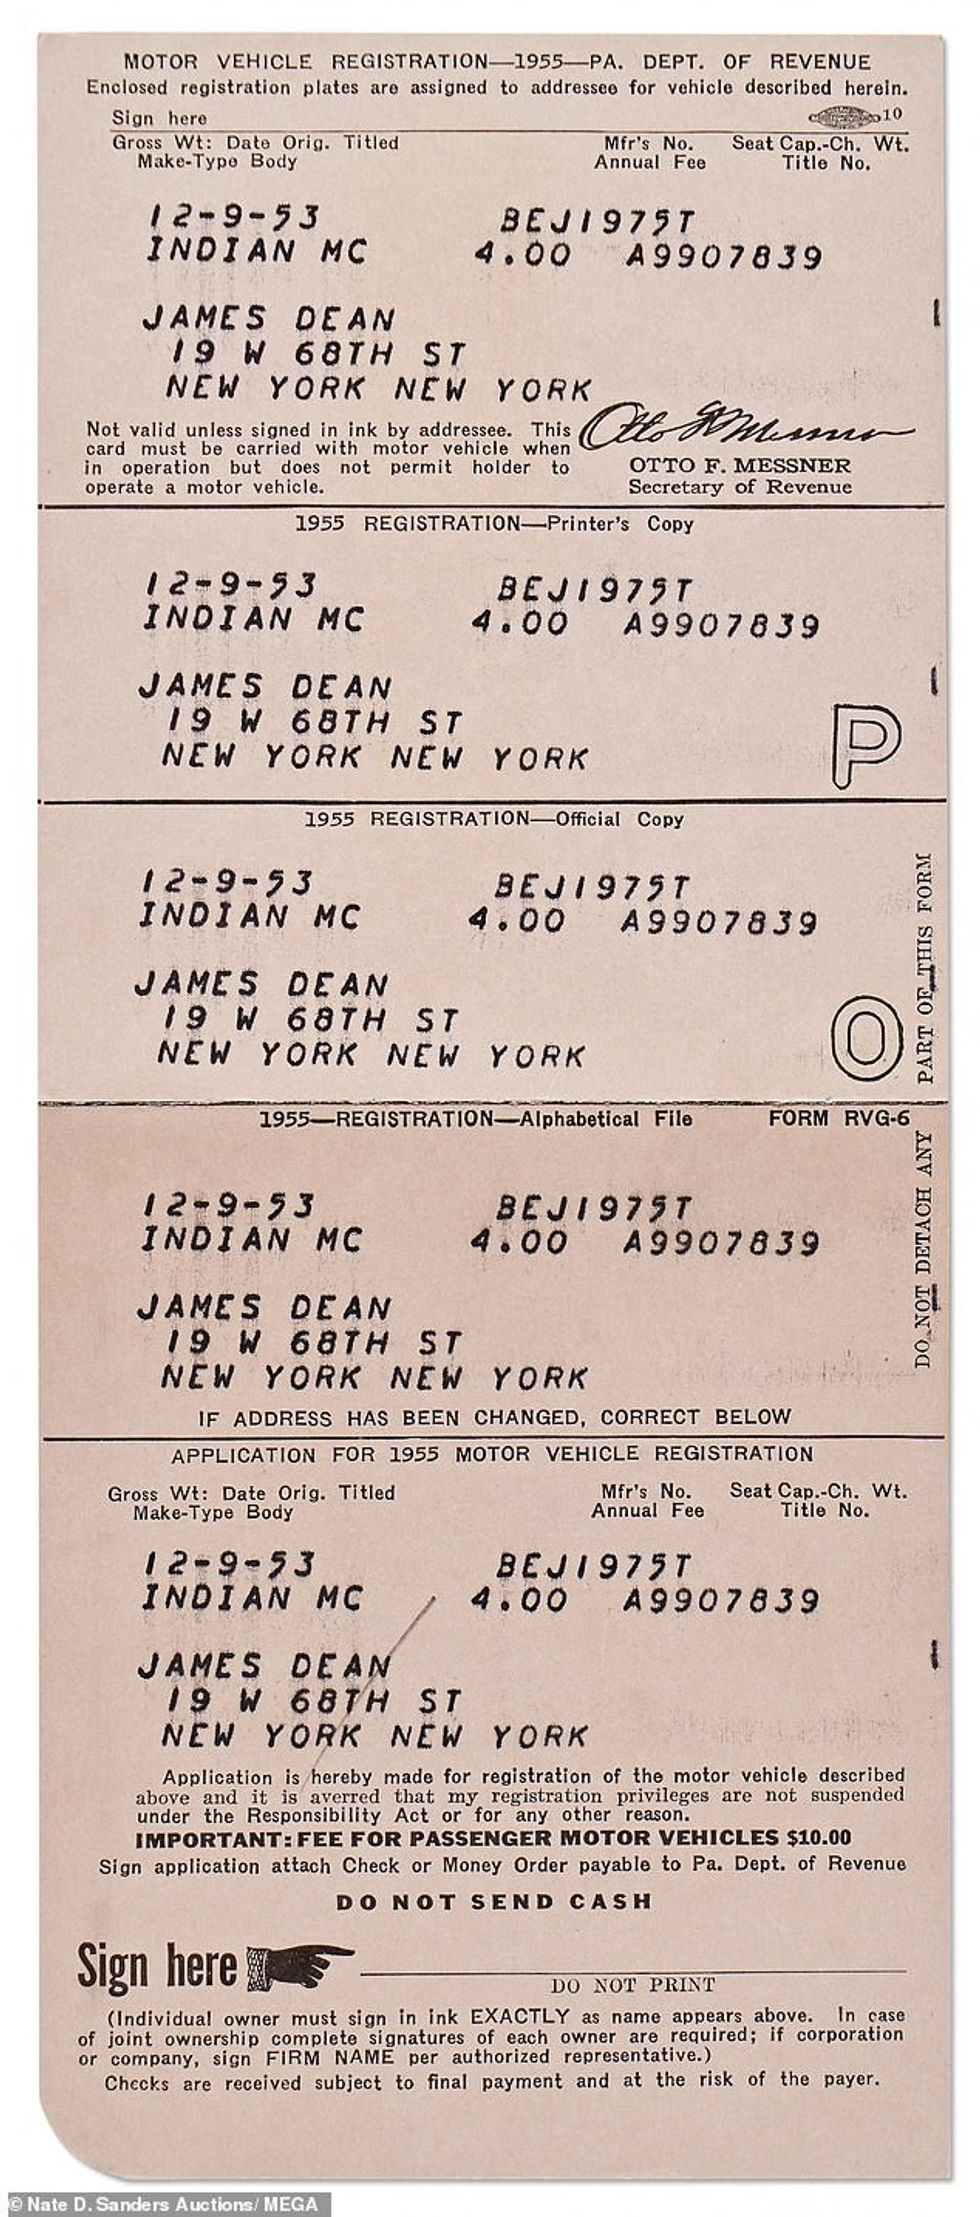 MOTOR VEHICLE REGISTRATION—1955—PA. DEPT. OF REVENUE
Enclosed registration plates are assigned to addressee for vehicle described herein.
Sign here 10
Gross Wt: Date Orig. Titled Mfr's No. Seat Cap.-Ch. Wt.
Make-Type Body Annual Fee Title No.
12-9-53 BEJ1975T
INDIAN MC 4.00 A9907839
JAMES DEAN
19 W 68TH ST
NEW YORK NEW YORK
Not valid unless signed in ink by addressee. This
card must be carried with motor vehicle when
in operation but does not permit holder to
operate a motor vehicle.
Otto F. Messner
OTTO F. MESSNER
Secretary of Revenue
1955 REGISTRATION—Printer's Copy
12-9-53 BEJ1975T
INDIAN MC 4.00 A9907839
JAMES DEAN
19 W 68TH ST
NEW YORK NEW YORK
P
1955 REGISTRATION—Official Copy
12-9-53 BEJ1975T
INDIAN MC 4.00 A9907839
JAMES DEAN
19 W 68TH ST
NEW YORK NEW YORK
O
DO NOT DETACH ANY PART OF THIS FORM
1955—REGISTRATION—Alphabetical File FORM RVG-6
12-9-53 BEJ1975T
INDIAN MC 4.00 A9907839
JAMES DEAN
19 W 68TH ST
NEW YORK NEW YORK
IF ADDRESS HAS BEEN CHANGED, CORRECT BELOW
APPLICATION FOR 1955 MOTOR VEHICLE REGISTRATION
Gross Wt: Date Orig. Titled Mfr's No. Seat Cap.-Ch. Wt.
Make-Type Body Annual Fee Title No.
12-9-53 BEJ1975T
INDIAN MC 4.00 A9907839
JAMES DEAN
19 W 68TH ST
NEW YORK NEW YORK
Application is hereby made for registration of the motor vehicle described
above and it is averred that my registration privileges are not suspended
under the Responsibility Act or for any other reason.
IMPORTANT: FEE FOR PASSENGER MOTOR VEHICLES $10.00
Sign application attach Check or Money Order payable to Pa. Dept. of Revenue
DO NOT SEND CASH
Sign here
DO NOT PRINT
(Individual owner must sign in ink EXACTLY as name appears above. In case
of joint ownership complete signatures of each owner are required; if corporation
or company, sign FIRM NAME per authorized representative.)
Checks are received subject to final payment and at the risk of the payer.
© Nate D. Sanders Auctions/ MEGA